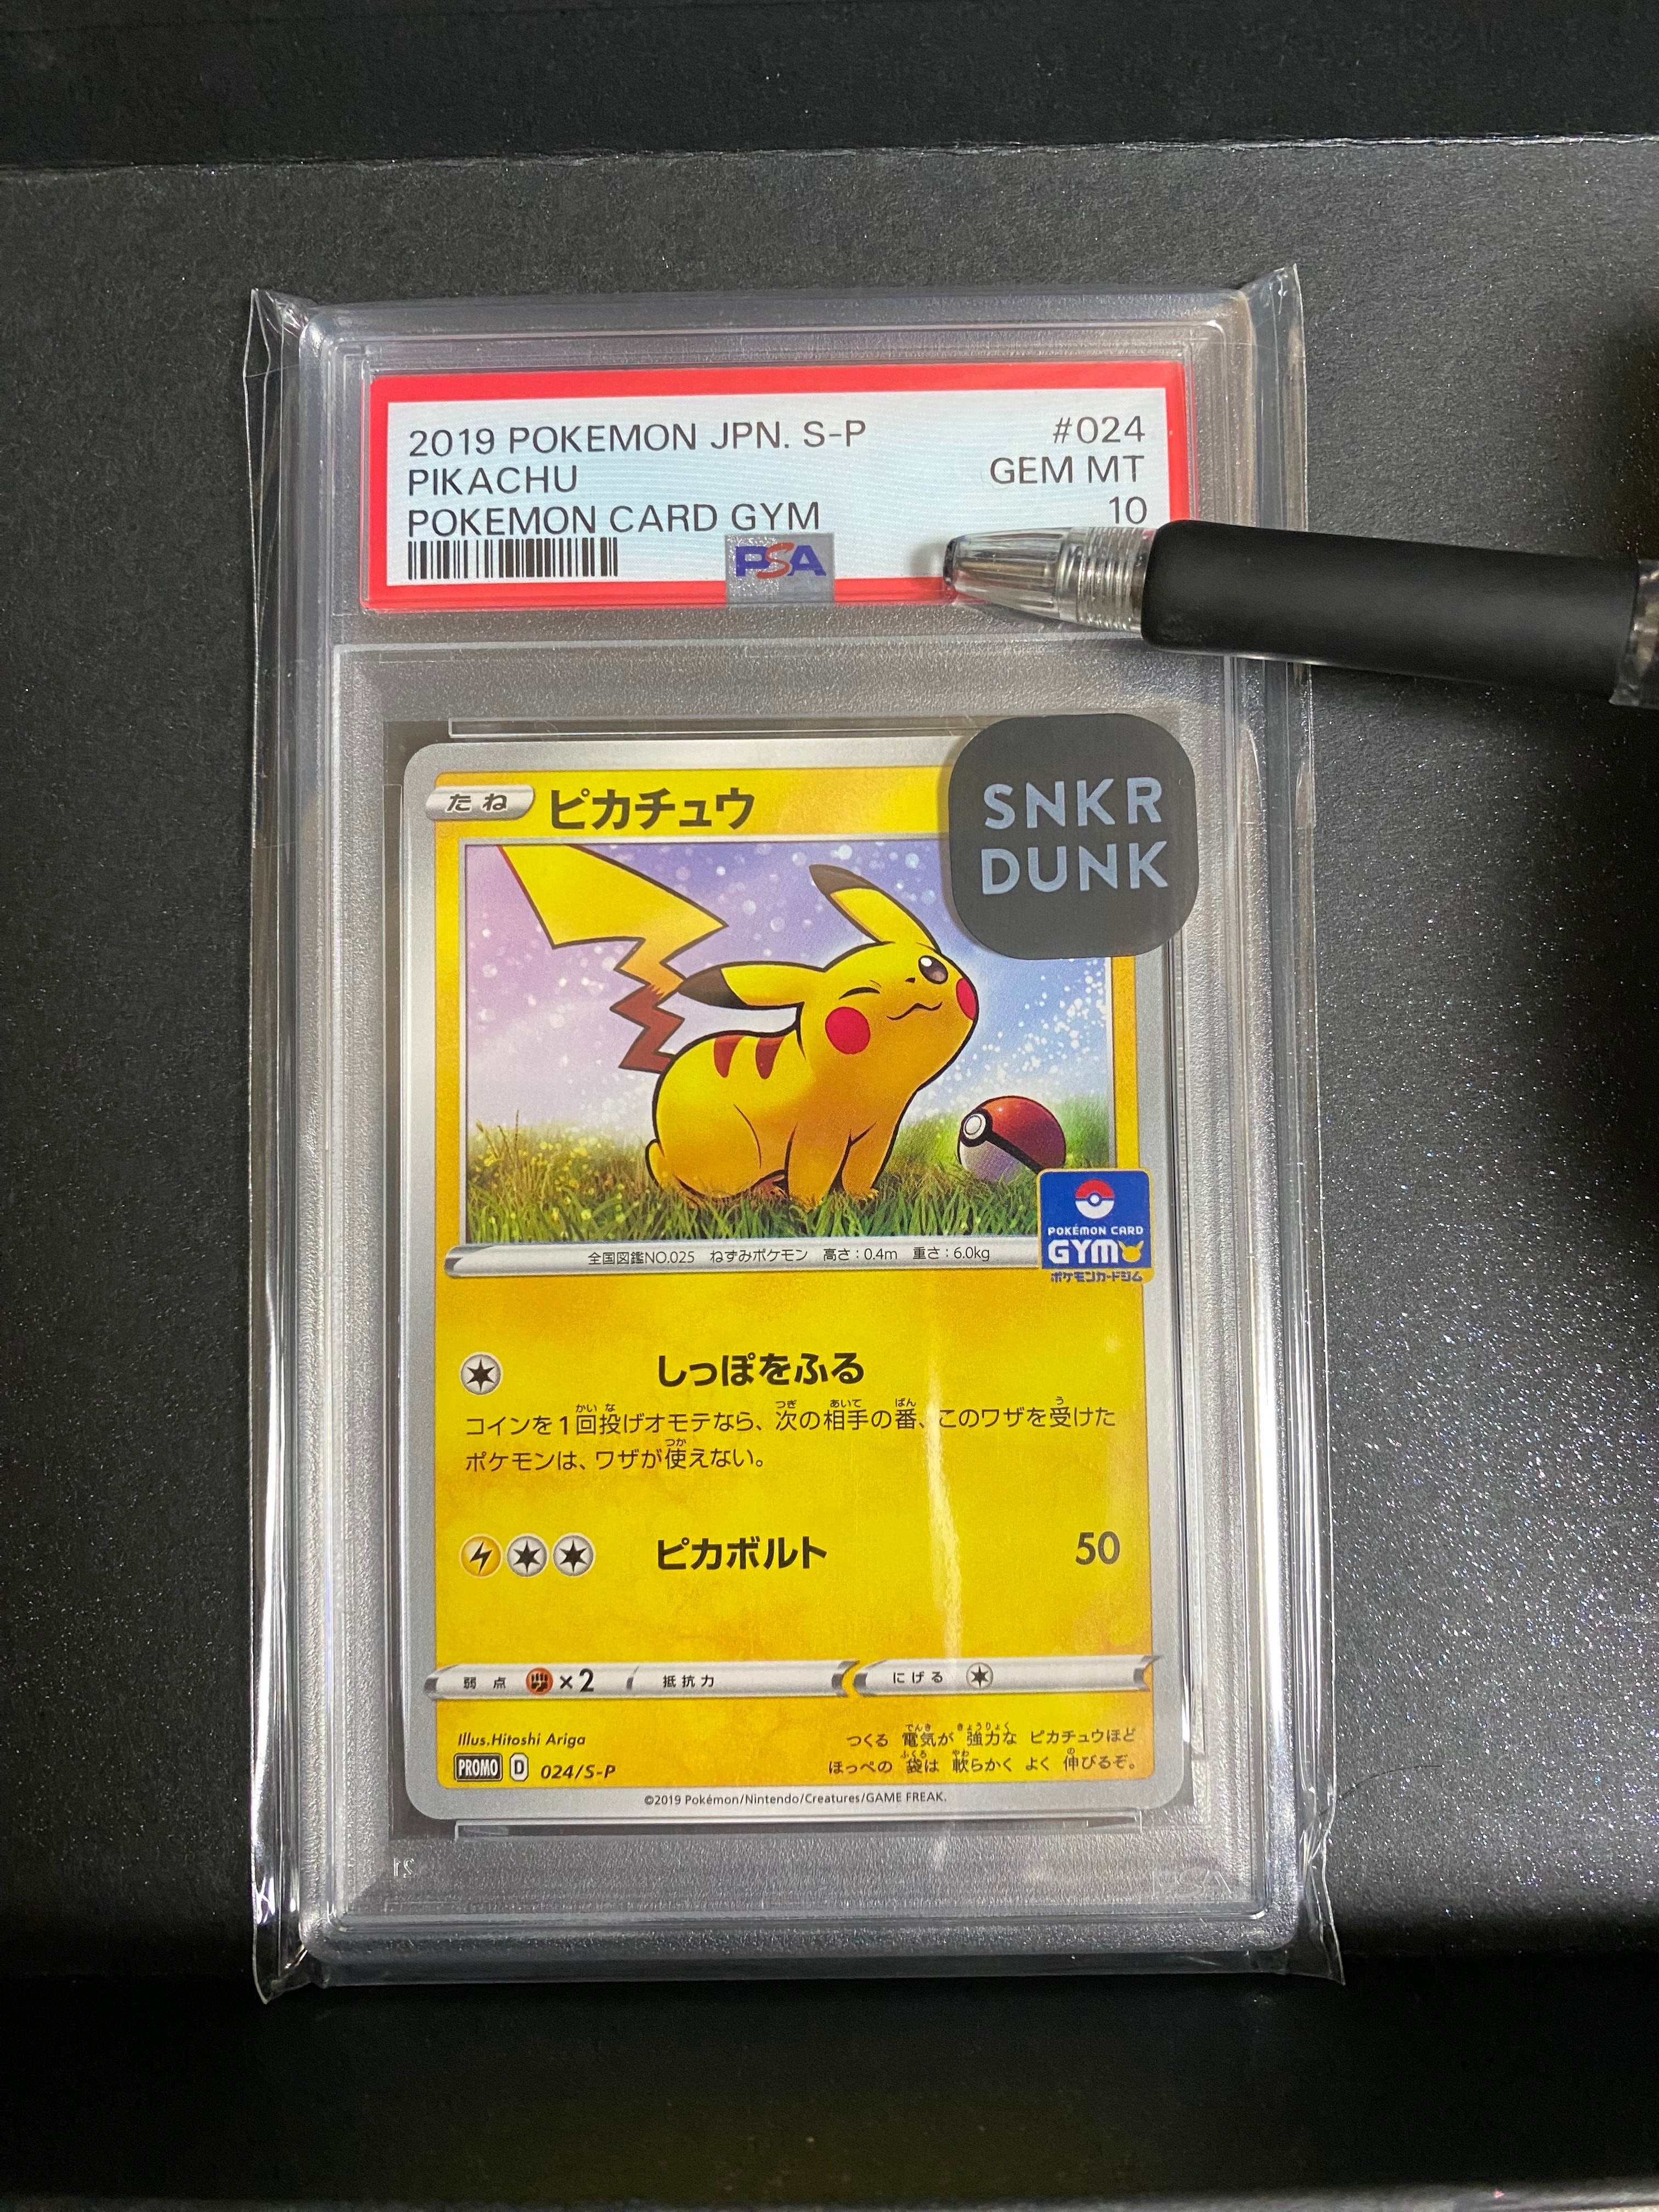 2019 POKEMON JPN. S-P #024
PIKACHU GEM MT
POKEMON CARD GYM 10
PSA
たね ピカチュウ
SNKR
DUNK
全国図鑑NO.025 ねずみポケモン 高さ:0.4m 重さ:6.0kg
POKÉMON CARD
GYM
ポケモンカードジム
しっぽをふる
コインを1回投げオモテなら、次の相手の番、このワザを受けた
ポケモンは、ワザが使えない。
ピカボルト 50
弱点 ×2 抵抗力 にげる
Illus.Hitoshi Ariga
PROMO D 024/S-P
つくる 電気が 強力な ピカチュウほど
ほっぺの 袋は 軟らかく よく 伸びるぞ。
©2019 Pokémon/Nintendo/Creatures/GAME FREAK.